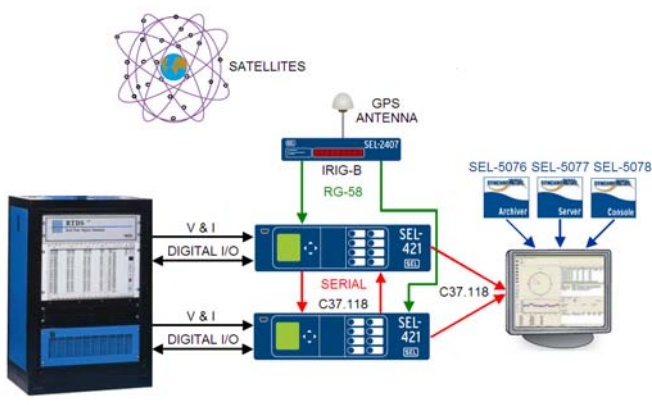 SATELLITES
GPS
ANTENNA
SEL-2407
IRIG-B
RG-58
SEL-5076 SEL-5077 SEL-5078
Archiver
Server
Console
RTDS
V & I
DIGITAL I/O
SEL-
421
SEL
SERIAL
C37.118
C37.118
V & I
DIGITAL I/O
SEL-
421
SEL